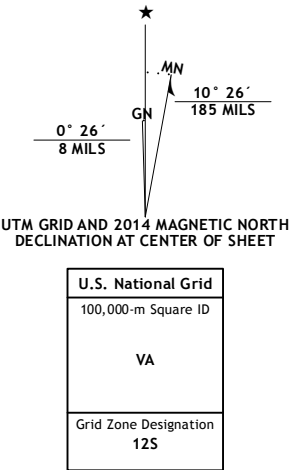 ★
MN
10° 26´
185 MILS
GN
0° 26´
8 MILS
UTM GRID AND 2014 MAGNETIC NORTH
DECLINATION AT CENTER OF SHEET
U.S. National Grid
100,000-m Square ID
VA
Grid Zone Designation
12S